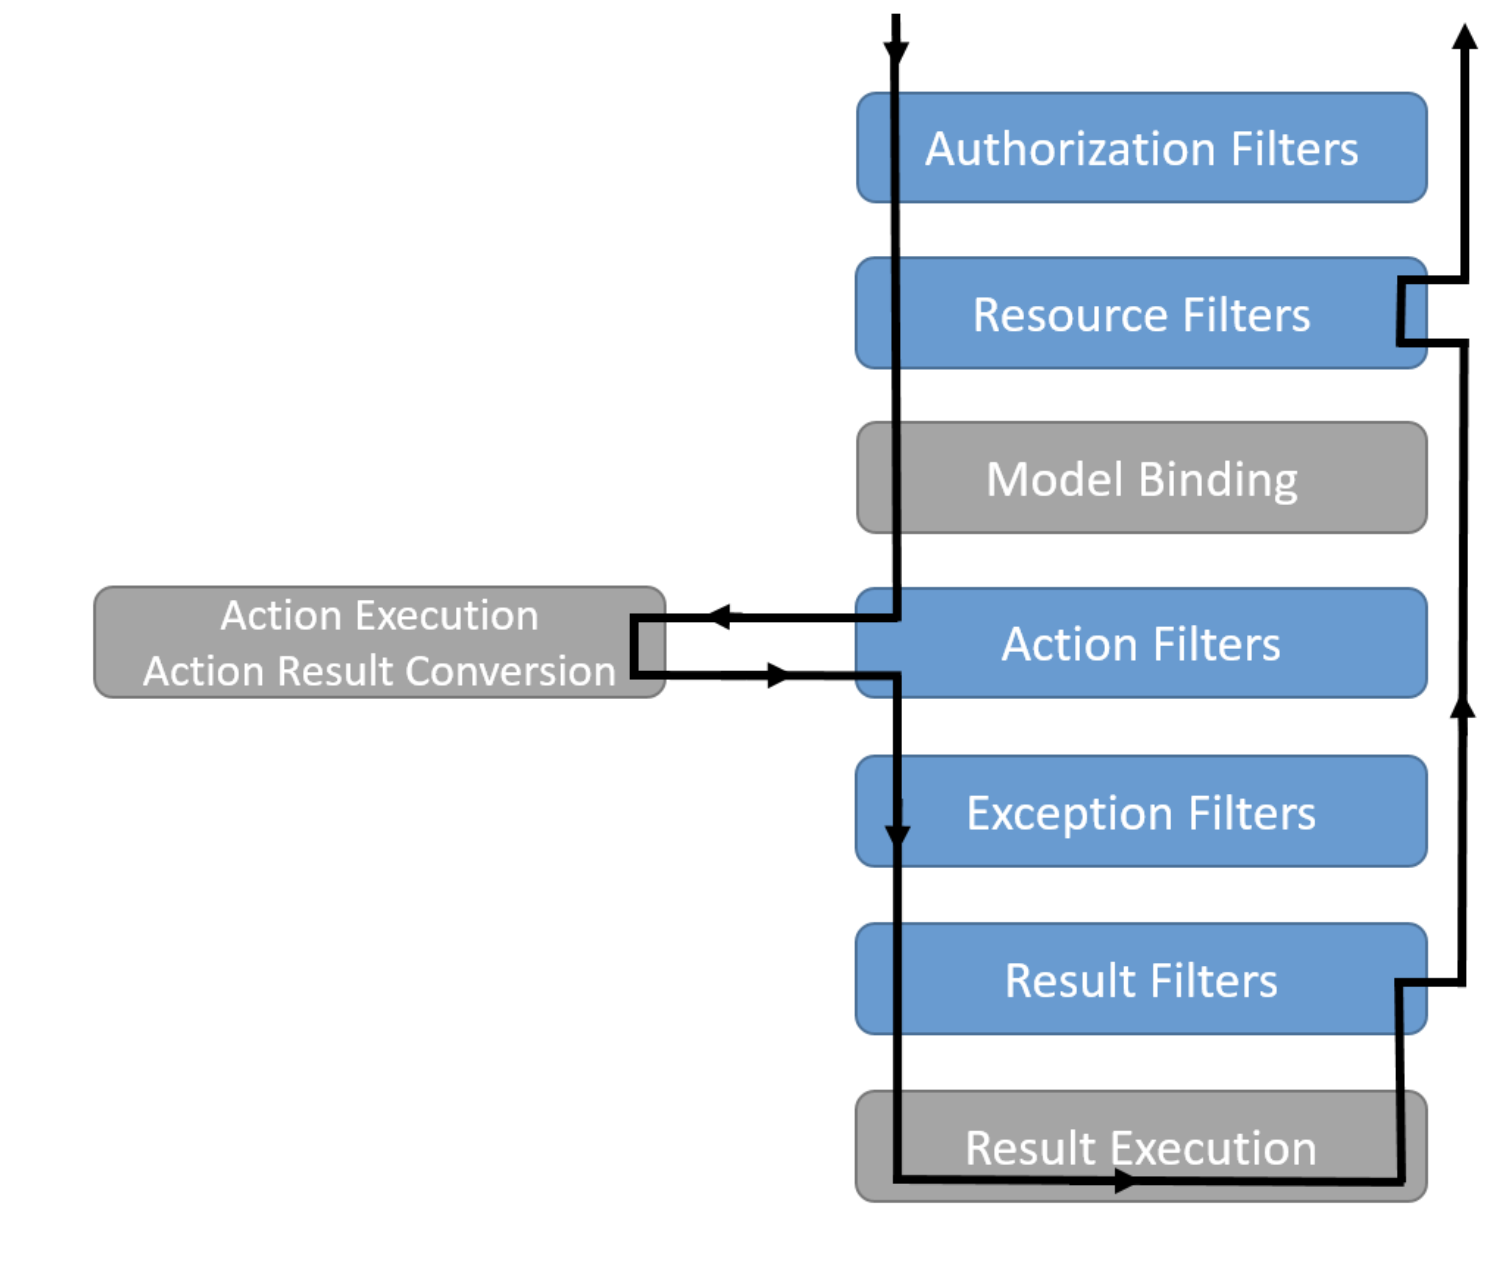 Authorization Filters
Resource Filters
Model Binding
Action Execution
Action Result Conversion
Action Filters
Exception Filters
Result Filters
Result Execution